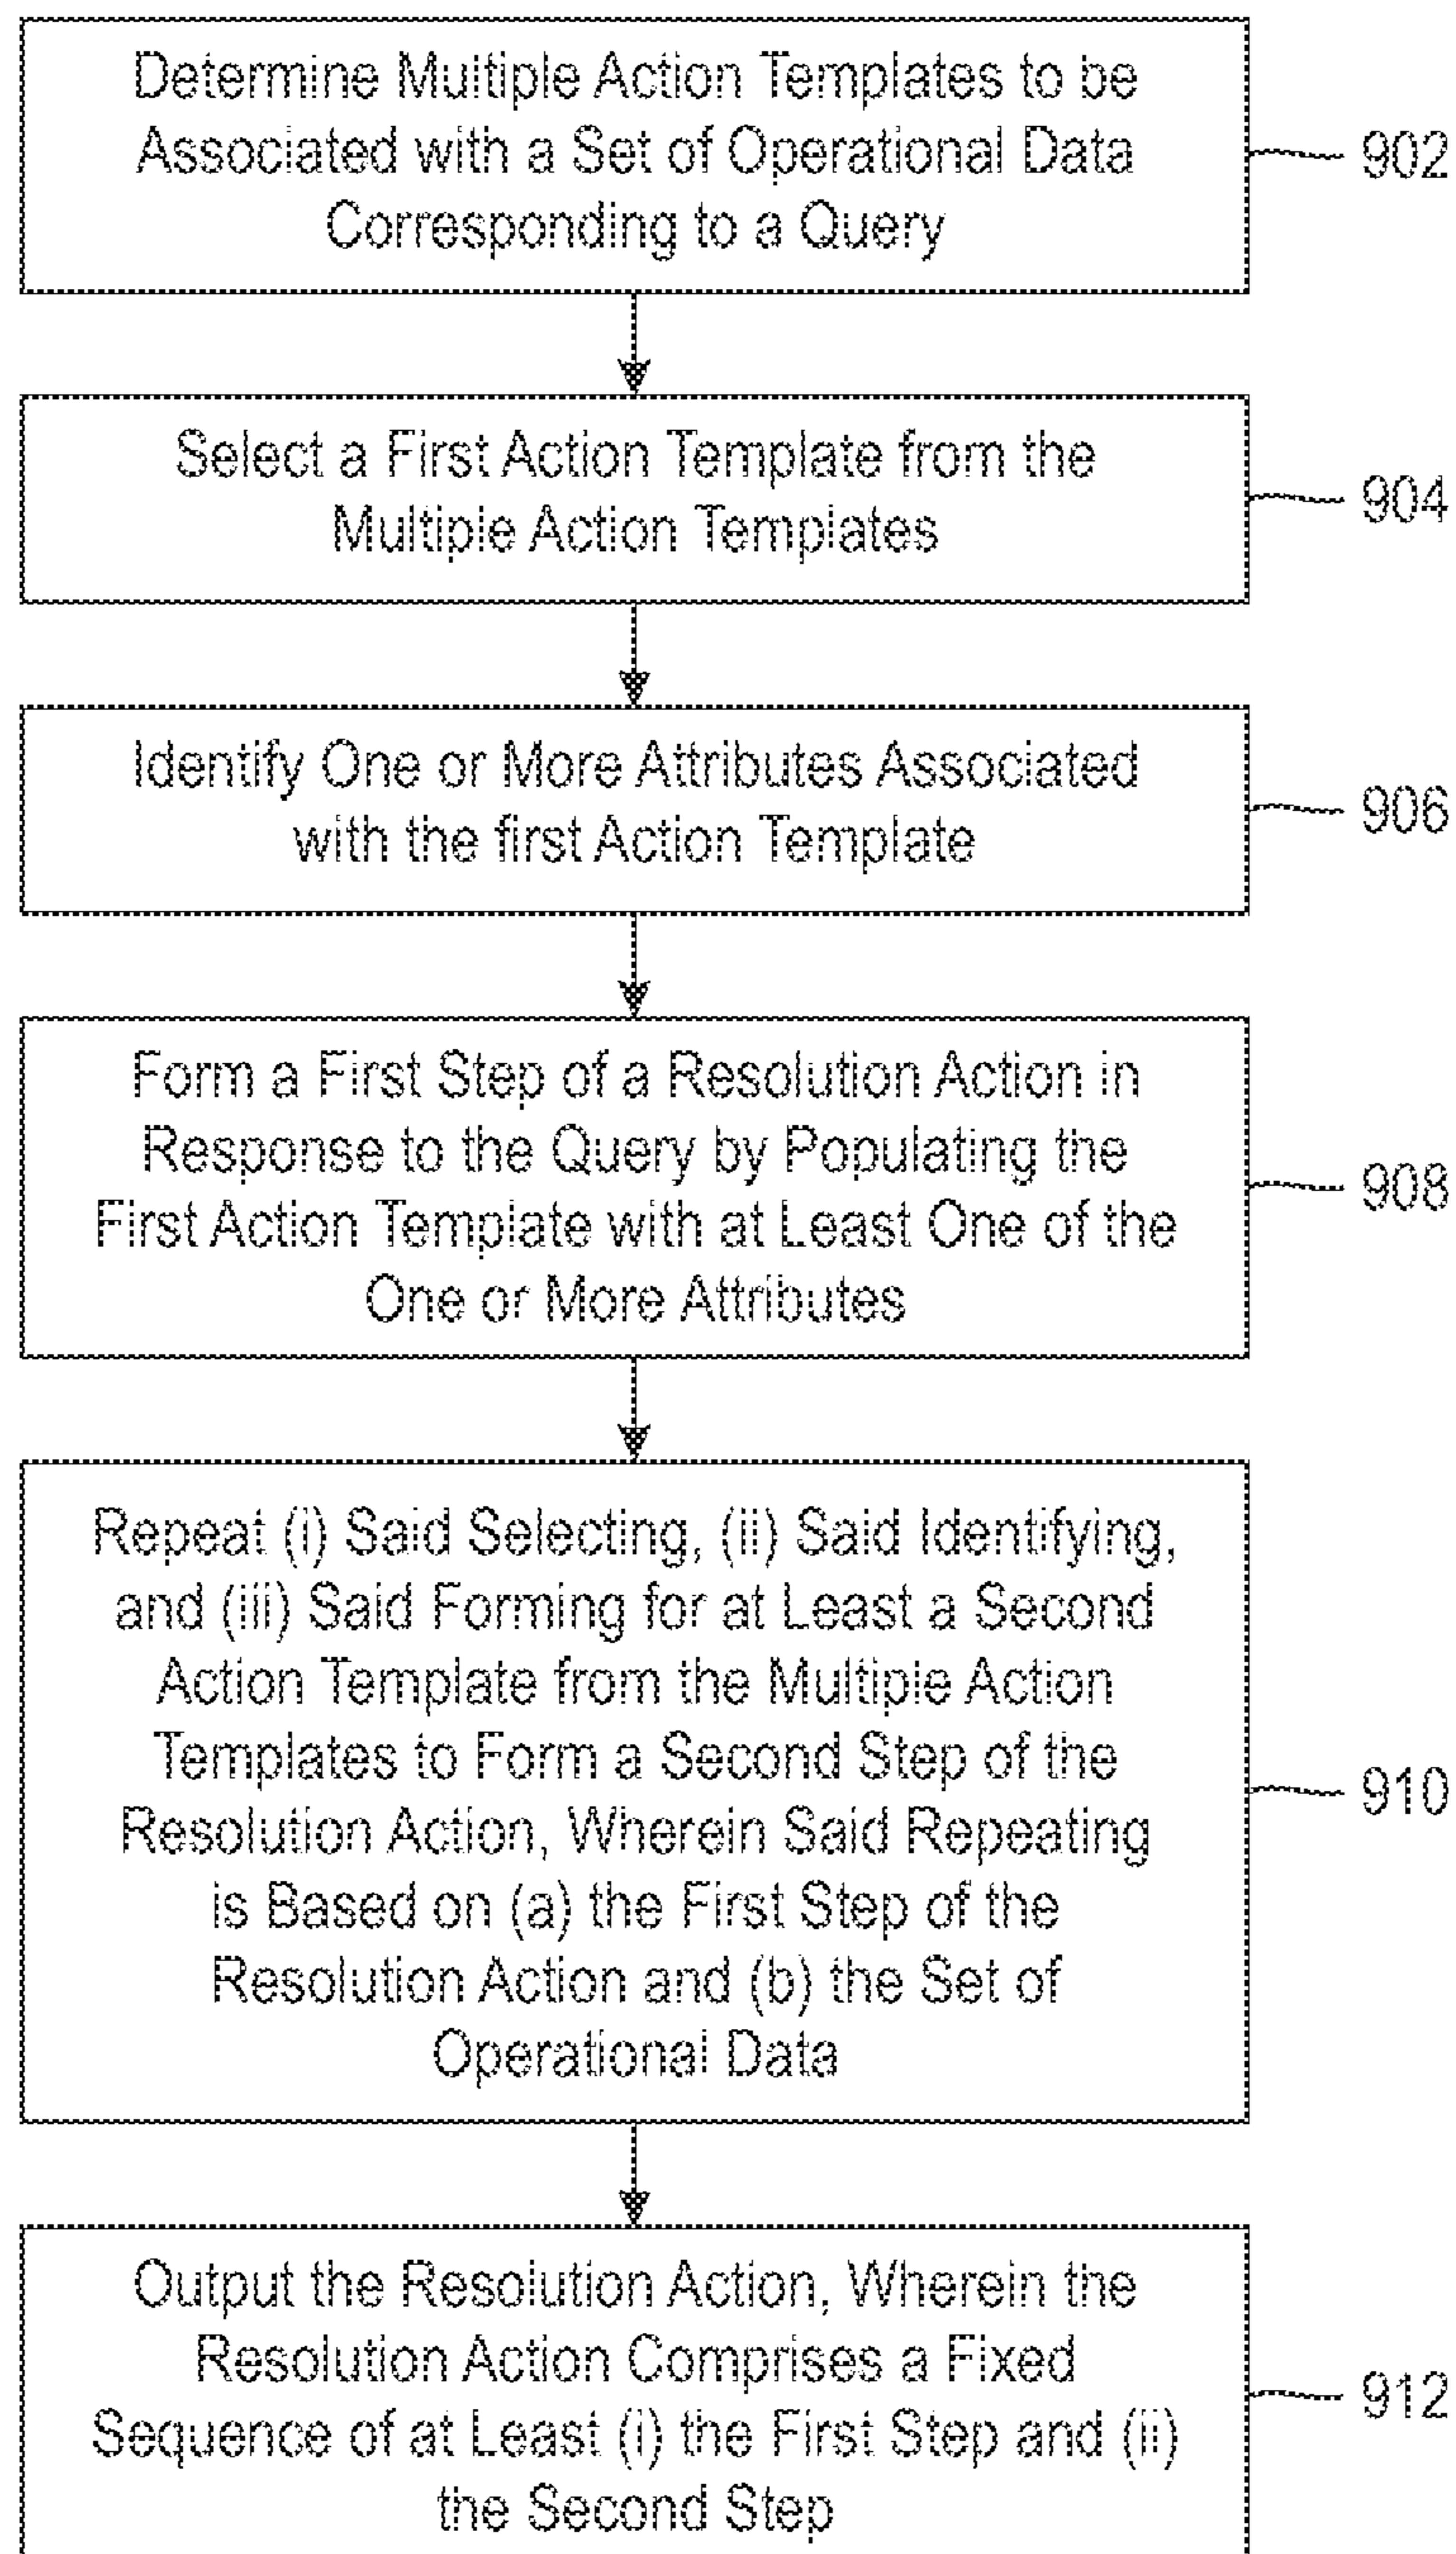 Determine Multiple Action Templates to be
Associated with a Set of Operational Data
Corresponding to a Query
902
Select a First Action Template from the
Multiple Action Templates
904
Identify One or More Attributes Associated
with the first Action Template
906
Form a First Step of a Resolution Action in
Response to the Query by Populating the
First Action Template with at Least One of the
One or More Attributes
908
Repeat (i) Said Selecting, (ii) Said Identifying,
and (iii) Said Forming for at Least a Second
Action Template from the Multiple Action
Templates to Form a Second Step of the
Resolution Action, Wherein Said Repeating
is Based on (a) the First Step of the
Resolution Action and (b) the Set of
Operational Data
910
Output the Resolution Action, Wherein the
Resolution Action Comprises a Fixed
Sequence of at Least (i) the First Step and (ii)
the Second Step
912